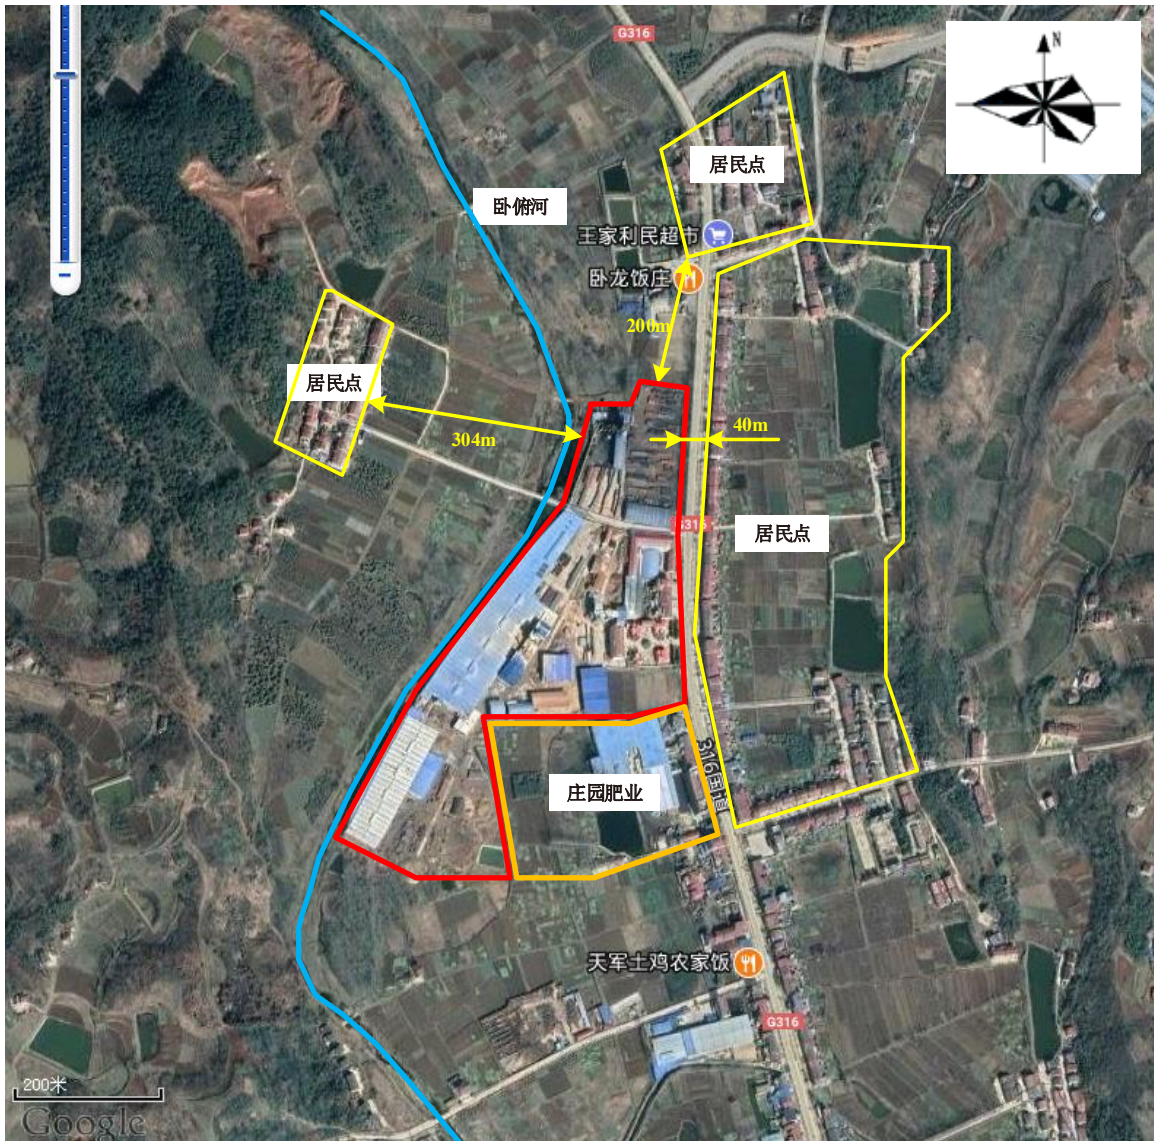 G316
N
居民点
卧俯河
王家利民超市
卧龙饭庄
200m
居民点
304m
40m
G316
居民点
316国道
庄园肥业
天军土鸡农家饭
G316
200米
Google